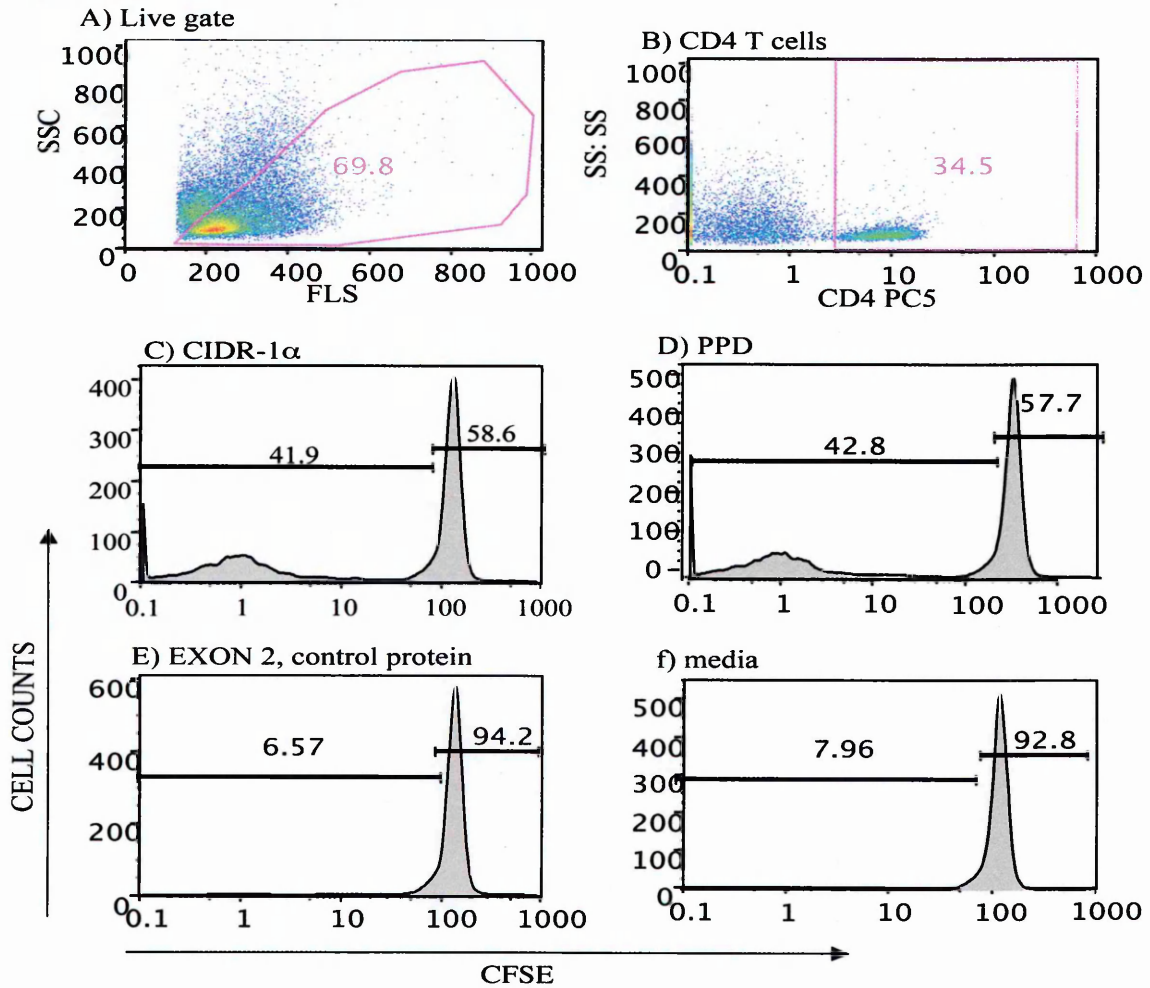 A) Live gate
1000
800
600
400
200
0
SSC
69.8
0 200 400 600 800 1000
FLS
B) CD4 T cells
1000
800
600
400
200
0
SS: SS
34.5
0.1 1 10 100 1000
CD4 PC5
C) CIDR-1α
400
300
200
100
0
41.9
58.6
0.1 1 10 100 1000
D) PPD
500
400
300
200
100
0
42.8
57.7
0.1 1 10 100 1000
E) EXON 2, control protein
600
400
200
0
6.57
94.2
0.1 1 10 100 1000
f) media
500
400
300
200
100
0
7.96
92.8
0.1 1 10 100 1000
CELL COUNTS
CFSE